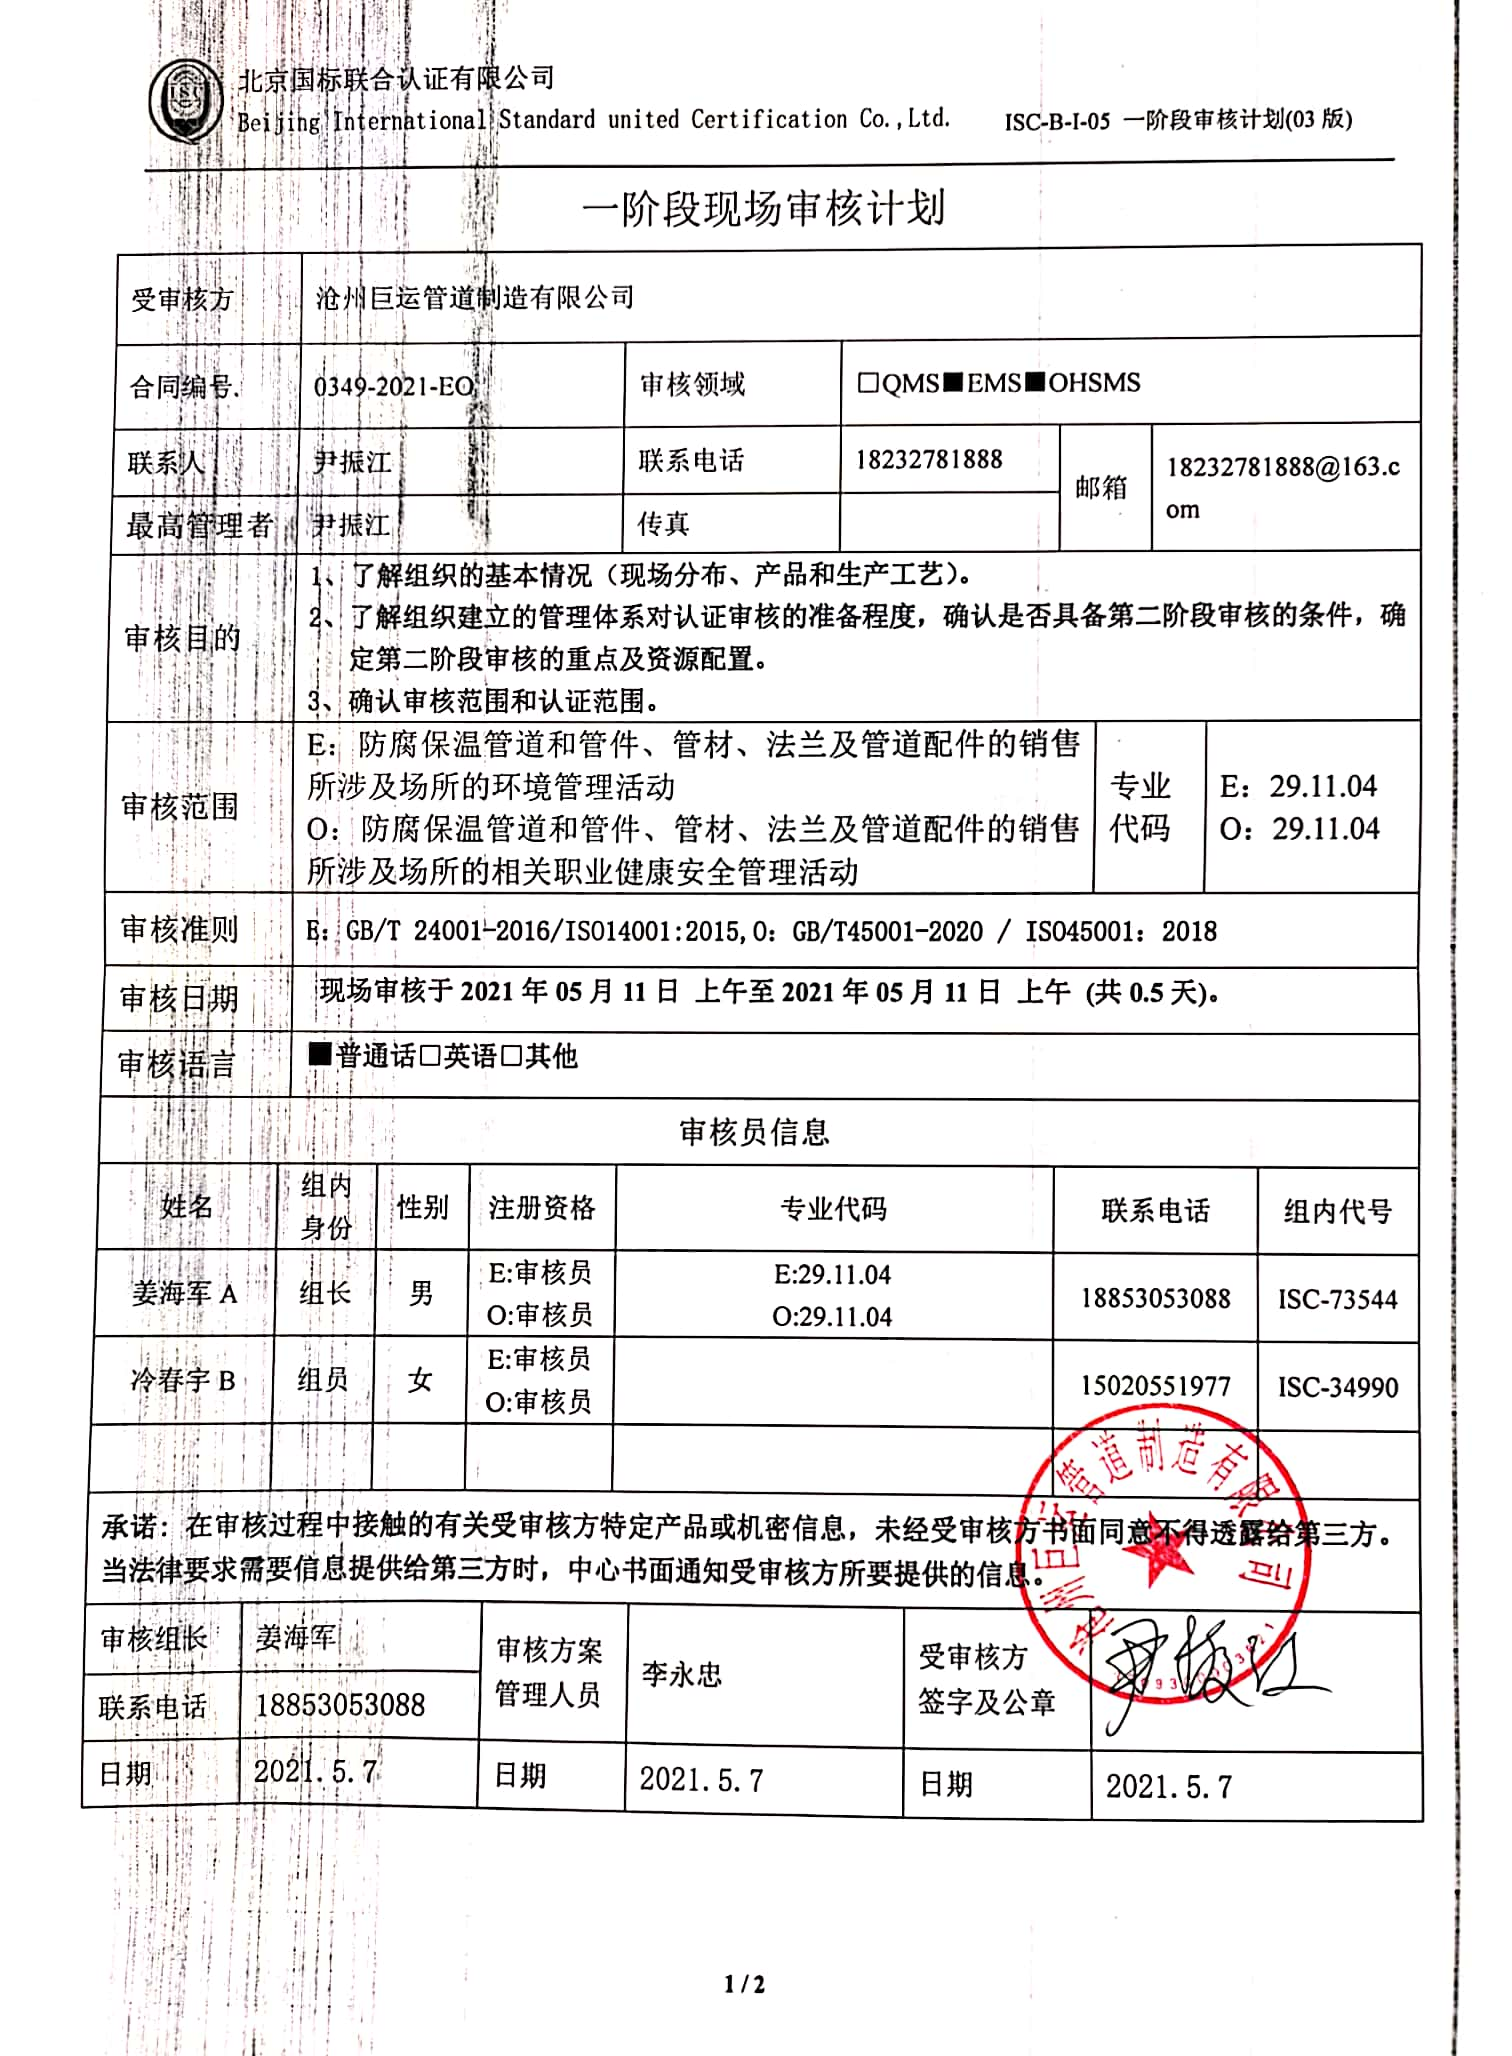 北京国标联合认证有限公司
Beijing International Standard united Certification Co.,Ltd.
ISC-B-I-05 一阶段审核计划(03版)
一阶段现场审核计划
受审核方 沧州巨运管道制造有限公司
合同编号. 0349-2021-EO 审核领域 □QMS■EMS■OHSMS
联系人 尹振江 联系电话 18232781888 邮箱 18232781888@163.c
om
最高管理者 尹振江 传真
审核目的
1、了解组织的基本情况（现场分布、产品和生产工艺）。
2、了解组织建立的管理体系对认证审核的准备程度，确认是否具备第二阶段审核的条件，确
定第二阶段审核的重点及资源配置。
3、确认审核范围和认证范围。
审核范围
E：防腐保温管道和管件、管材、法兰及管道配件的销售
所涉及场所的环境管理活动
O：防腐保温管道和管件、管材、法兰及管道配件的销售
所涉及场所的相关职业健康安全管理活动
专业
代码
E：29.11.04
O：29.11.04
审核准则 E：GB/T 24001-2016/ISO14001:2015,O：GB/T45001-2020 / ISO45001：2018
审核日期 现场审核于 2021 年 05 月 11 日 上午至 2021 年 05 月 11 日 上午 (共 0.5 天)。
审核语言 ■普通话□英语□其他
审核员信息
姓名 组内
身份 性别 注册资格 专业代码 联系电话 组内代号
姜海军 A 组长 男 E:审核员
O:审核员
E:29.11.04
O:29.11.04
18853053088 ISC-73544
冷春宇 B 组员 女 E:审核员
O:审核员
15020551977 ISC-34990
承诺：在审核过程中接触的有关受审核方特定产品或机密信息，未经受审核方书面同意不得透露给第三方。
当法律要求需要信息提供给第三方时，中心书面通知受审核方所要提供的信息。
沧州巨运管道制造有限公司
审核组长 姜海军
联系电话 18853053088
审核方案
管理人员
李永忠
受审核方
签字及公章
尹振江
日期 2021.5.7 日期 2021.5.7 日期 2021.5.7
1 / 2